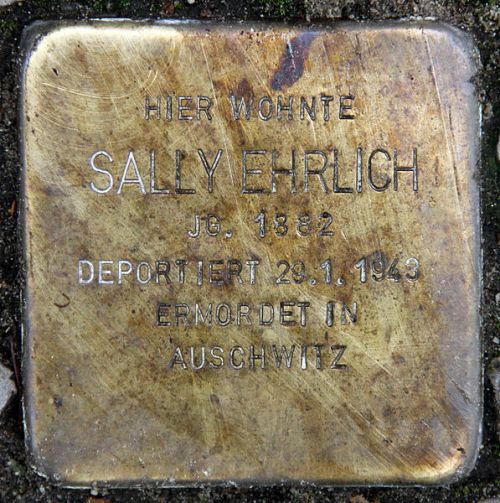 HIER WOHNTE
SALLY EHRLICH
JG. 1882
DEPORTIERT 29.1.1943
ERMORDET IN
AUSCHWITZ